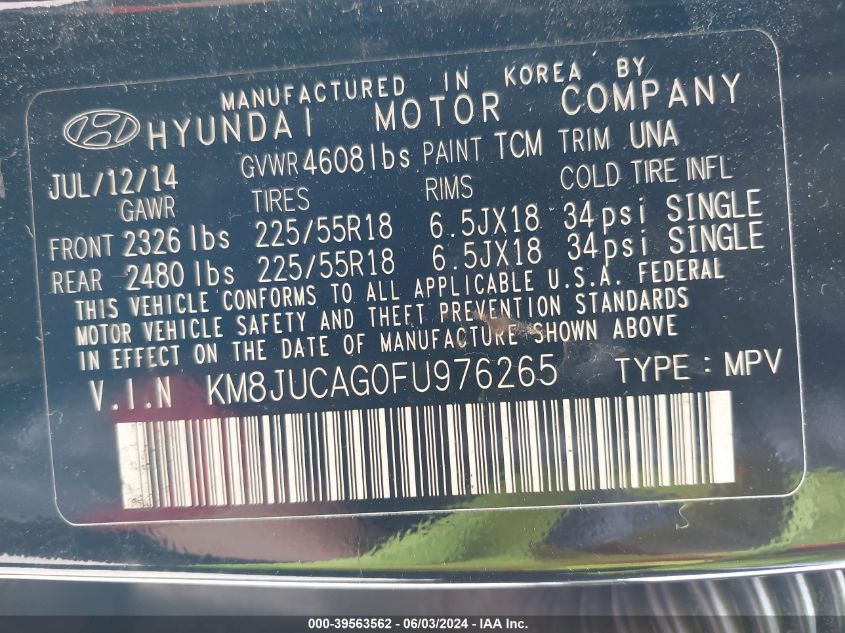 MANUFACTURED IN KOREA BY
HYUNDAI MOTOR COMPANY
JUL/12/14 GVWR 4608 lbs PAINT TCM TRIM UNA
GAWR TIRES RIMS COLD TIRE INFL
FRONT 2326 lbs 225/55R18 6.5JX18 34psi SINGLE
REAR 2480 lbs 225/55R18 6.5JX18 34psi SINGLE
THIS VEHICLE CONFORMS TO ALL APPLICABLE U.S.A. FEDERAL
MOTOR VEHICLE SAFETY AND THEFT PREVENTION STANDARDS
IN EFFECT ON THE DATE OF MANUFACTURE SHOWN ABOVE
V.I.N KM8JUCAG0FU976265 TYPE: MPV
000-39563562 - 06/03/2024 - IAA Inc.